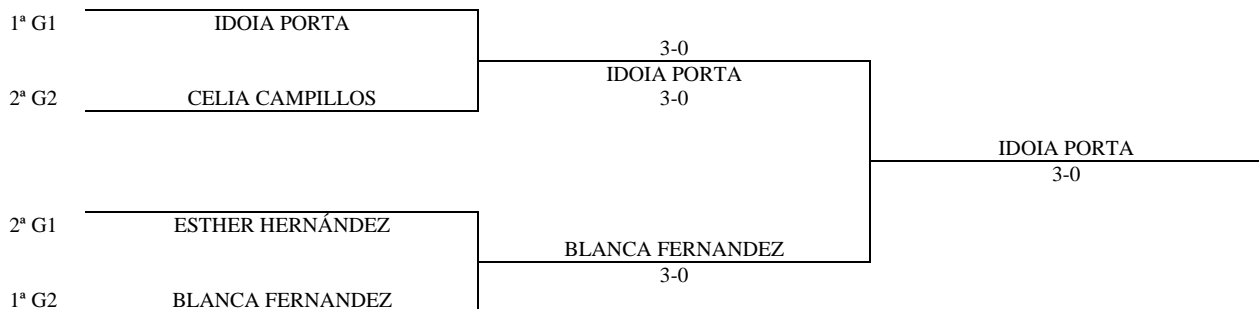 1ª G1 IDOIA PORTA
3-0
IDOIA PORTA
2ª G2 CELIA CAMPILLOS 3-0
IDOIA PORTA
3-0
2ª G1 ESTHER HERNÁNDEZ
BLANCA FERNANDEZ
3-0
1ª G2 BLANCA FERNANDEZ